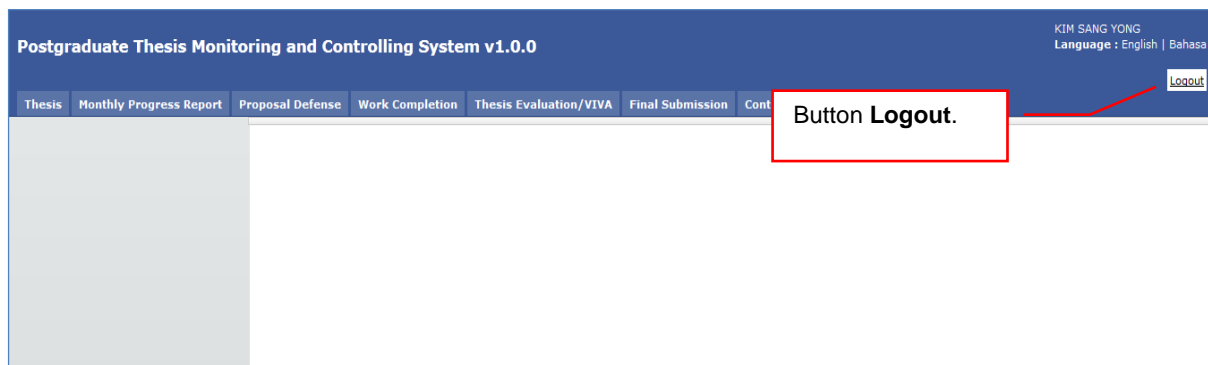 KIM SANG YONG
Postgraduate Thesis Monitoring and Controlling System v1.0.0
Language : English | Bahasa
Logout
Thesis Monthly Progress Report Proposal Defense Work Completion Thesis Evaluation/VIVA Final Submission
Button Logout.